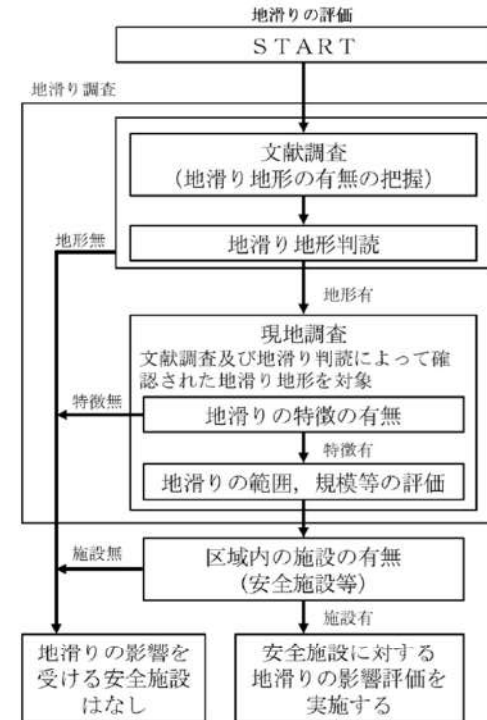 地滑りの評価
ＳＴＡＲＴ
地滑り調査
文献調査
(地滑り地形の有無の把握)
地形無
地滑り地形判読
地形有
現地調査
文献調査及び地滑り判読によって確
認された地滑り地形を対象
特徴無
地滑りの特徴の有無
特徴有
地滑りの範囲，規模等の評価
施設無
区域内の施設の有無
(安全施設等)
施設有
地滑りの影響を
受ける安全施設
はなし
安全施設に対する
地滑りの影響評価を
実施する